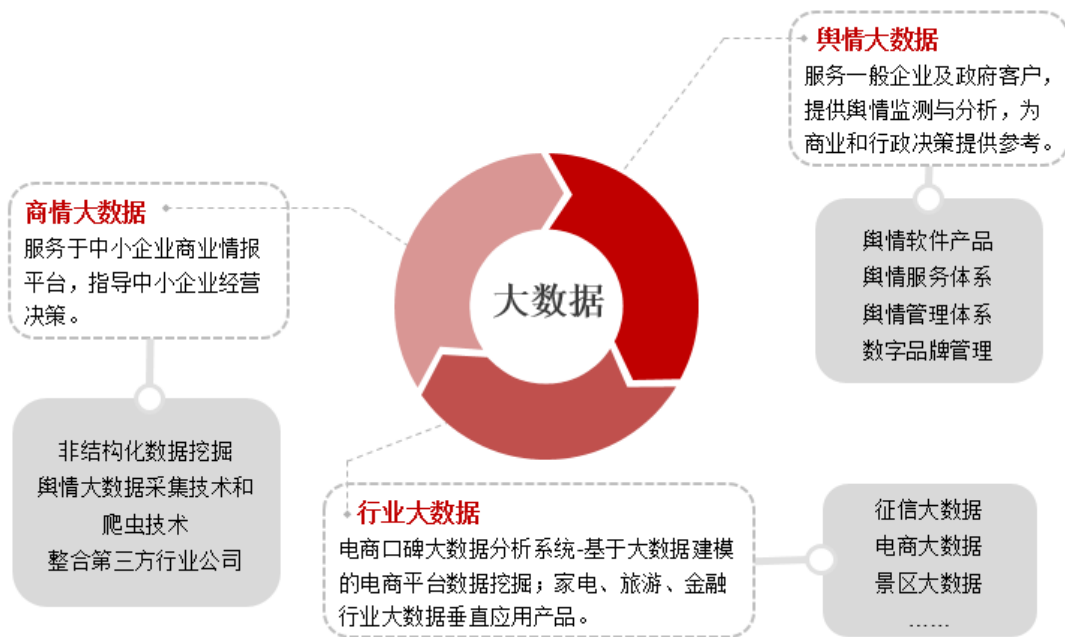 舆情大数据
服务一般企业及政府客户，
提供舆情监测与分析，为
商业和行政决策提供参考。
舆情软件产品
舆情服务体系
舆情管理体系
数字品牌管理
商情大数据
服务于中小企业商业情报
平台，指导中小企业经营
决策。
非结构化数据挖掘
舆情大数据采集技术和
爬虫技术
整合第三方行业公司
大数据
行业大数据
电商口碑大数据分析系统-基于大数据建模
的电商平台数据挖掘；家电、旅游、金融
行业大数据垂直应用产品。
征信大数据
电商大数据
景区大数据
……